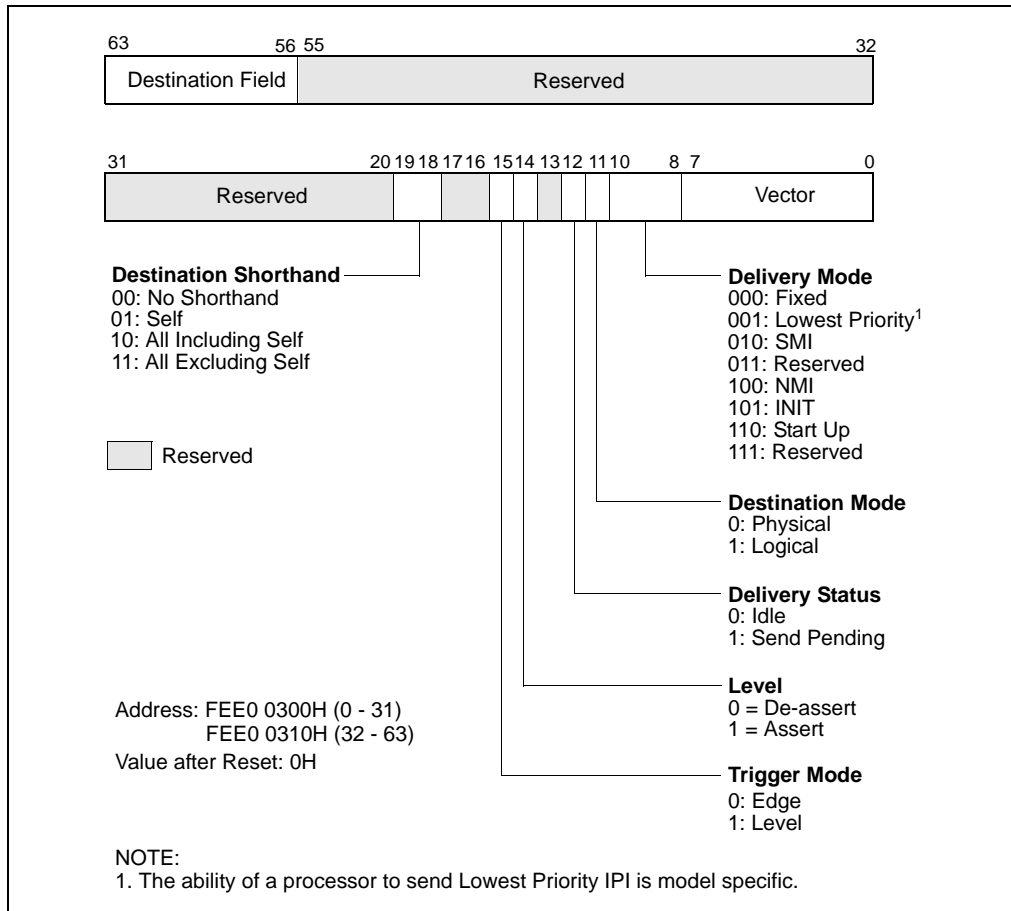 63 56 55 32
Destination Field Reserved
31 20 19 18 17 16 15 14 13 12 11 10 8 7 0
Reserved Vector
Destination Shorthand
00: No Shorthand
01: Self
10: All Including Self
11: All Excluding Self
Reserved
Delivery Mode
000: Fixed
001: Lowest Priority1
010: SMI
011: Reserved
100: NMI
101: INIT
110: Start Up
111: Reserved
Destination Mode
0: Physical
1: Logical
Delivery Status
0: Idle
1: Send Pending
Level
0 = De-assert
1 = Assert
Trigger Mode
0: Edge
1: Level
Address: FEE0 0300H (0 - 31)
FEE0 0310H (32 - 63)
Value after Reset: 0H
NOTE:
1. The ability of a processor to send Lowest Priority IPI is model specific.